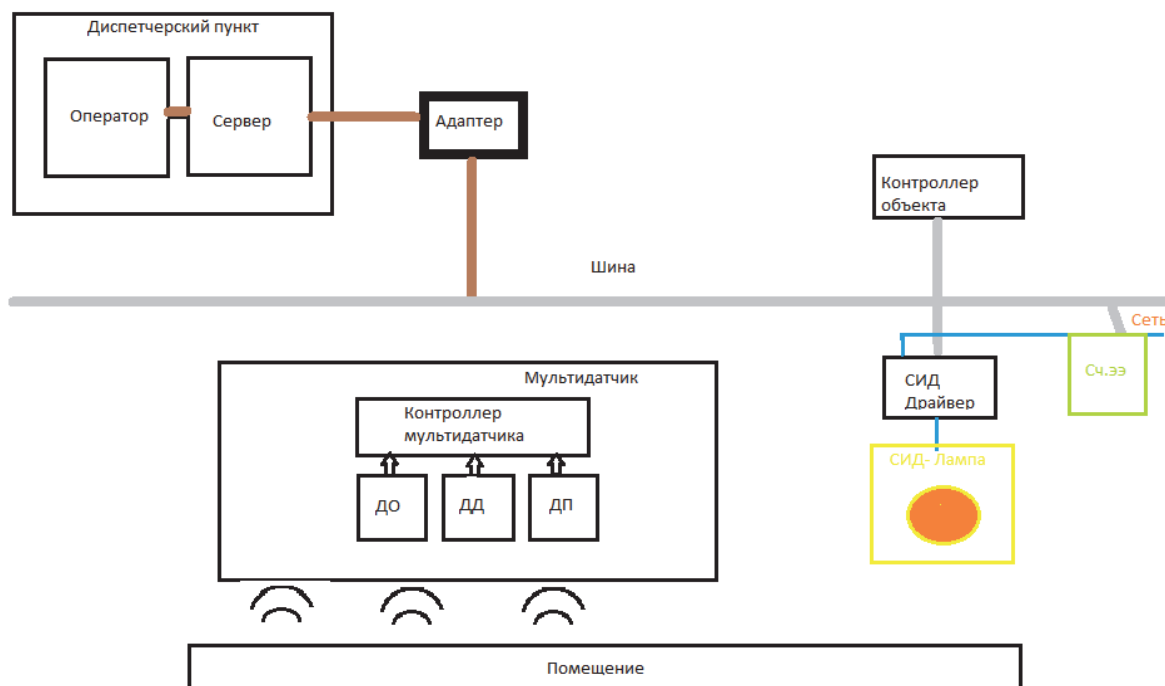 Диспетчерский пункт
Оператор
Сервер
Адаптер
Контроллер
объекта
Шина
Сеть
Мультидатчик
Сч.ээ
СИД
Драйвер
Контроллер
мультидатчика
СИД- Лампа
ДО
ДД
ДП
Помещение